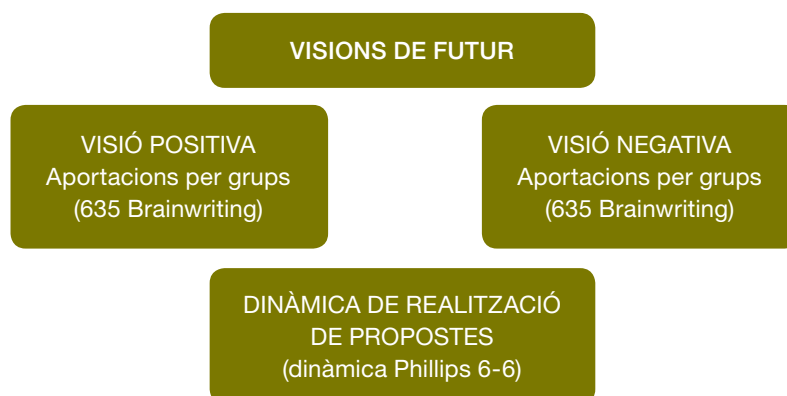 VISIONS DE FUTUR
VISIÓ POSITIVA
Aportacions per grups
(635 Brainwriting)
VISIÓ NEGATIVA
Aportacions per grups
(635 Brainwriting)
DINÀMICA DE REALITZACIÓ
DE PROPOSTES
(dinàmica Phillips 6-6)